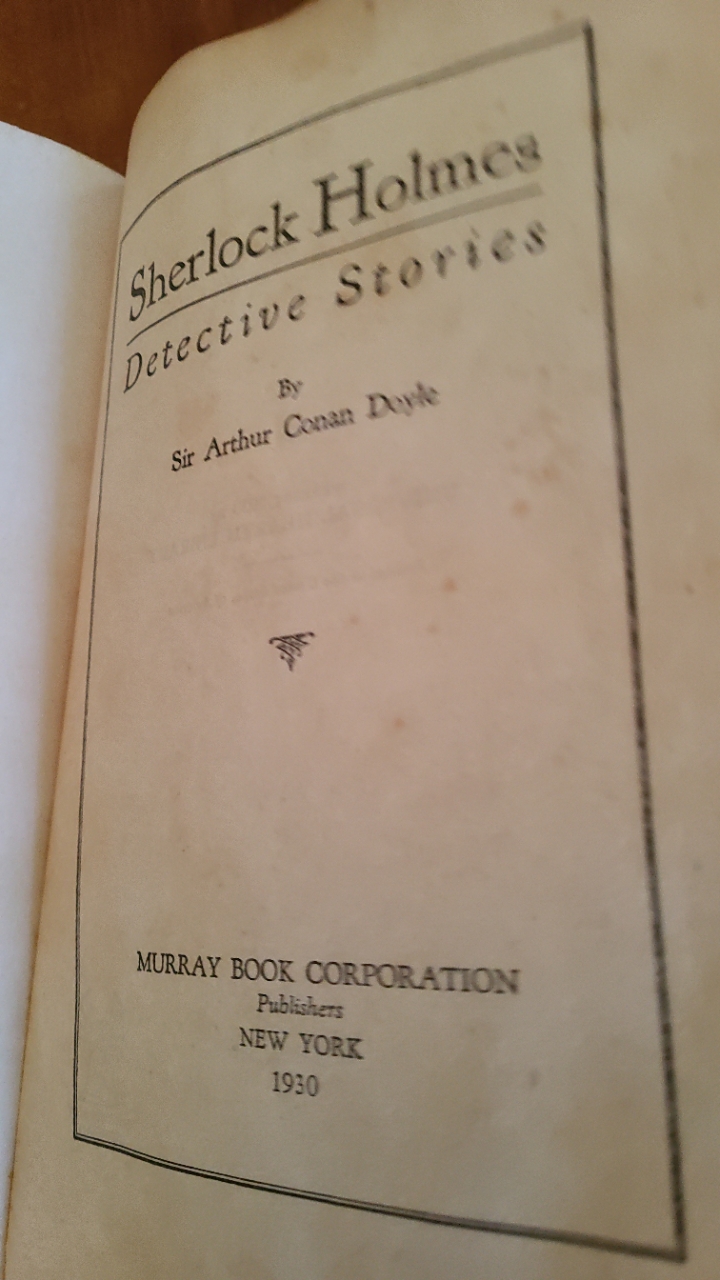 Sherlock Holmes
Detective Stories
By
Sir Arthur Conan Doyle
MURRAY BOOK CORPORATION
Publishers
NEW YORK
1930